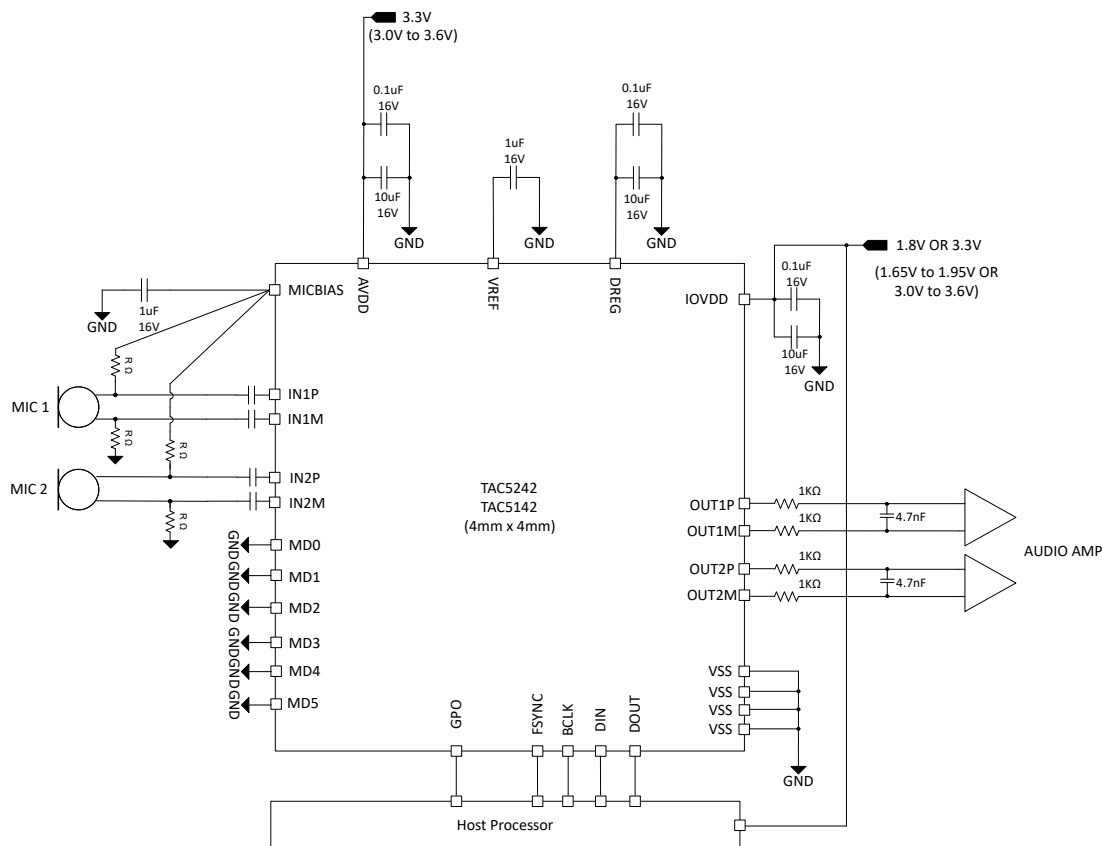 3.3V
(3.0V to 3.6V)
0.1uF
16V
10uF
16V
GND
1uF
16V
GND
0.1uF
16V
10uF
16V
GND
1.8V OR 3.3V
(1.65V to 1.95V OR
3.0V to 3.6V)
0.1uF
16V
10uF
16V
GND
AVDD
VREF
DREG
IOVDD
MICBIAS
1uF
16V
GND
R Ω
MIC 1
IN1P
IN1M
R Ω
R Ω
MIC 2
IN2P
IN2M
R Ω
TAC5242
TAC5142
(4mm x 4mm)
GND
MD0
GND
MD1
GND
MD2
GND
MD3
GND
MD4
GND
MD5
OUT1P
1KΩ
OUT1M
1KΩ
4.7nF
OUT2P
1KΩ
OUT2M
1KΩ
4.7nF
AUDIO AMP
VSS
VSS
VSS
VSS
GND
GPO
FSYNC
BCLK
DIN
DOUT
Host Processor